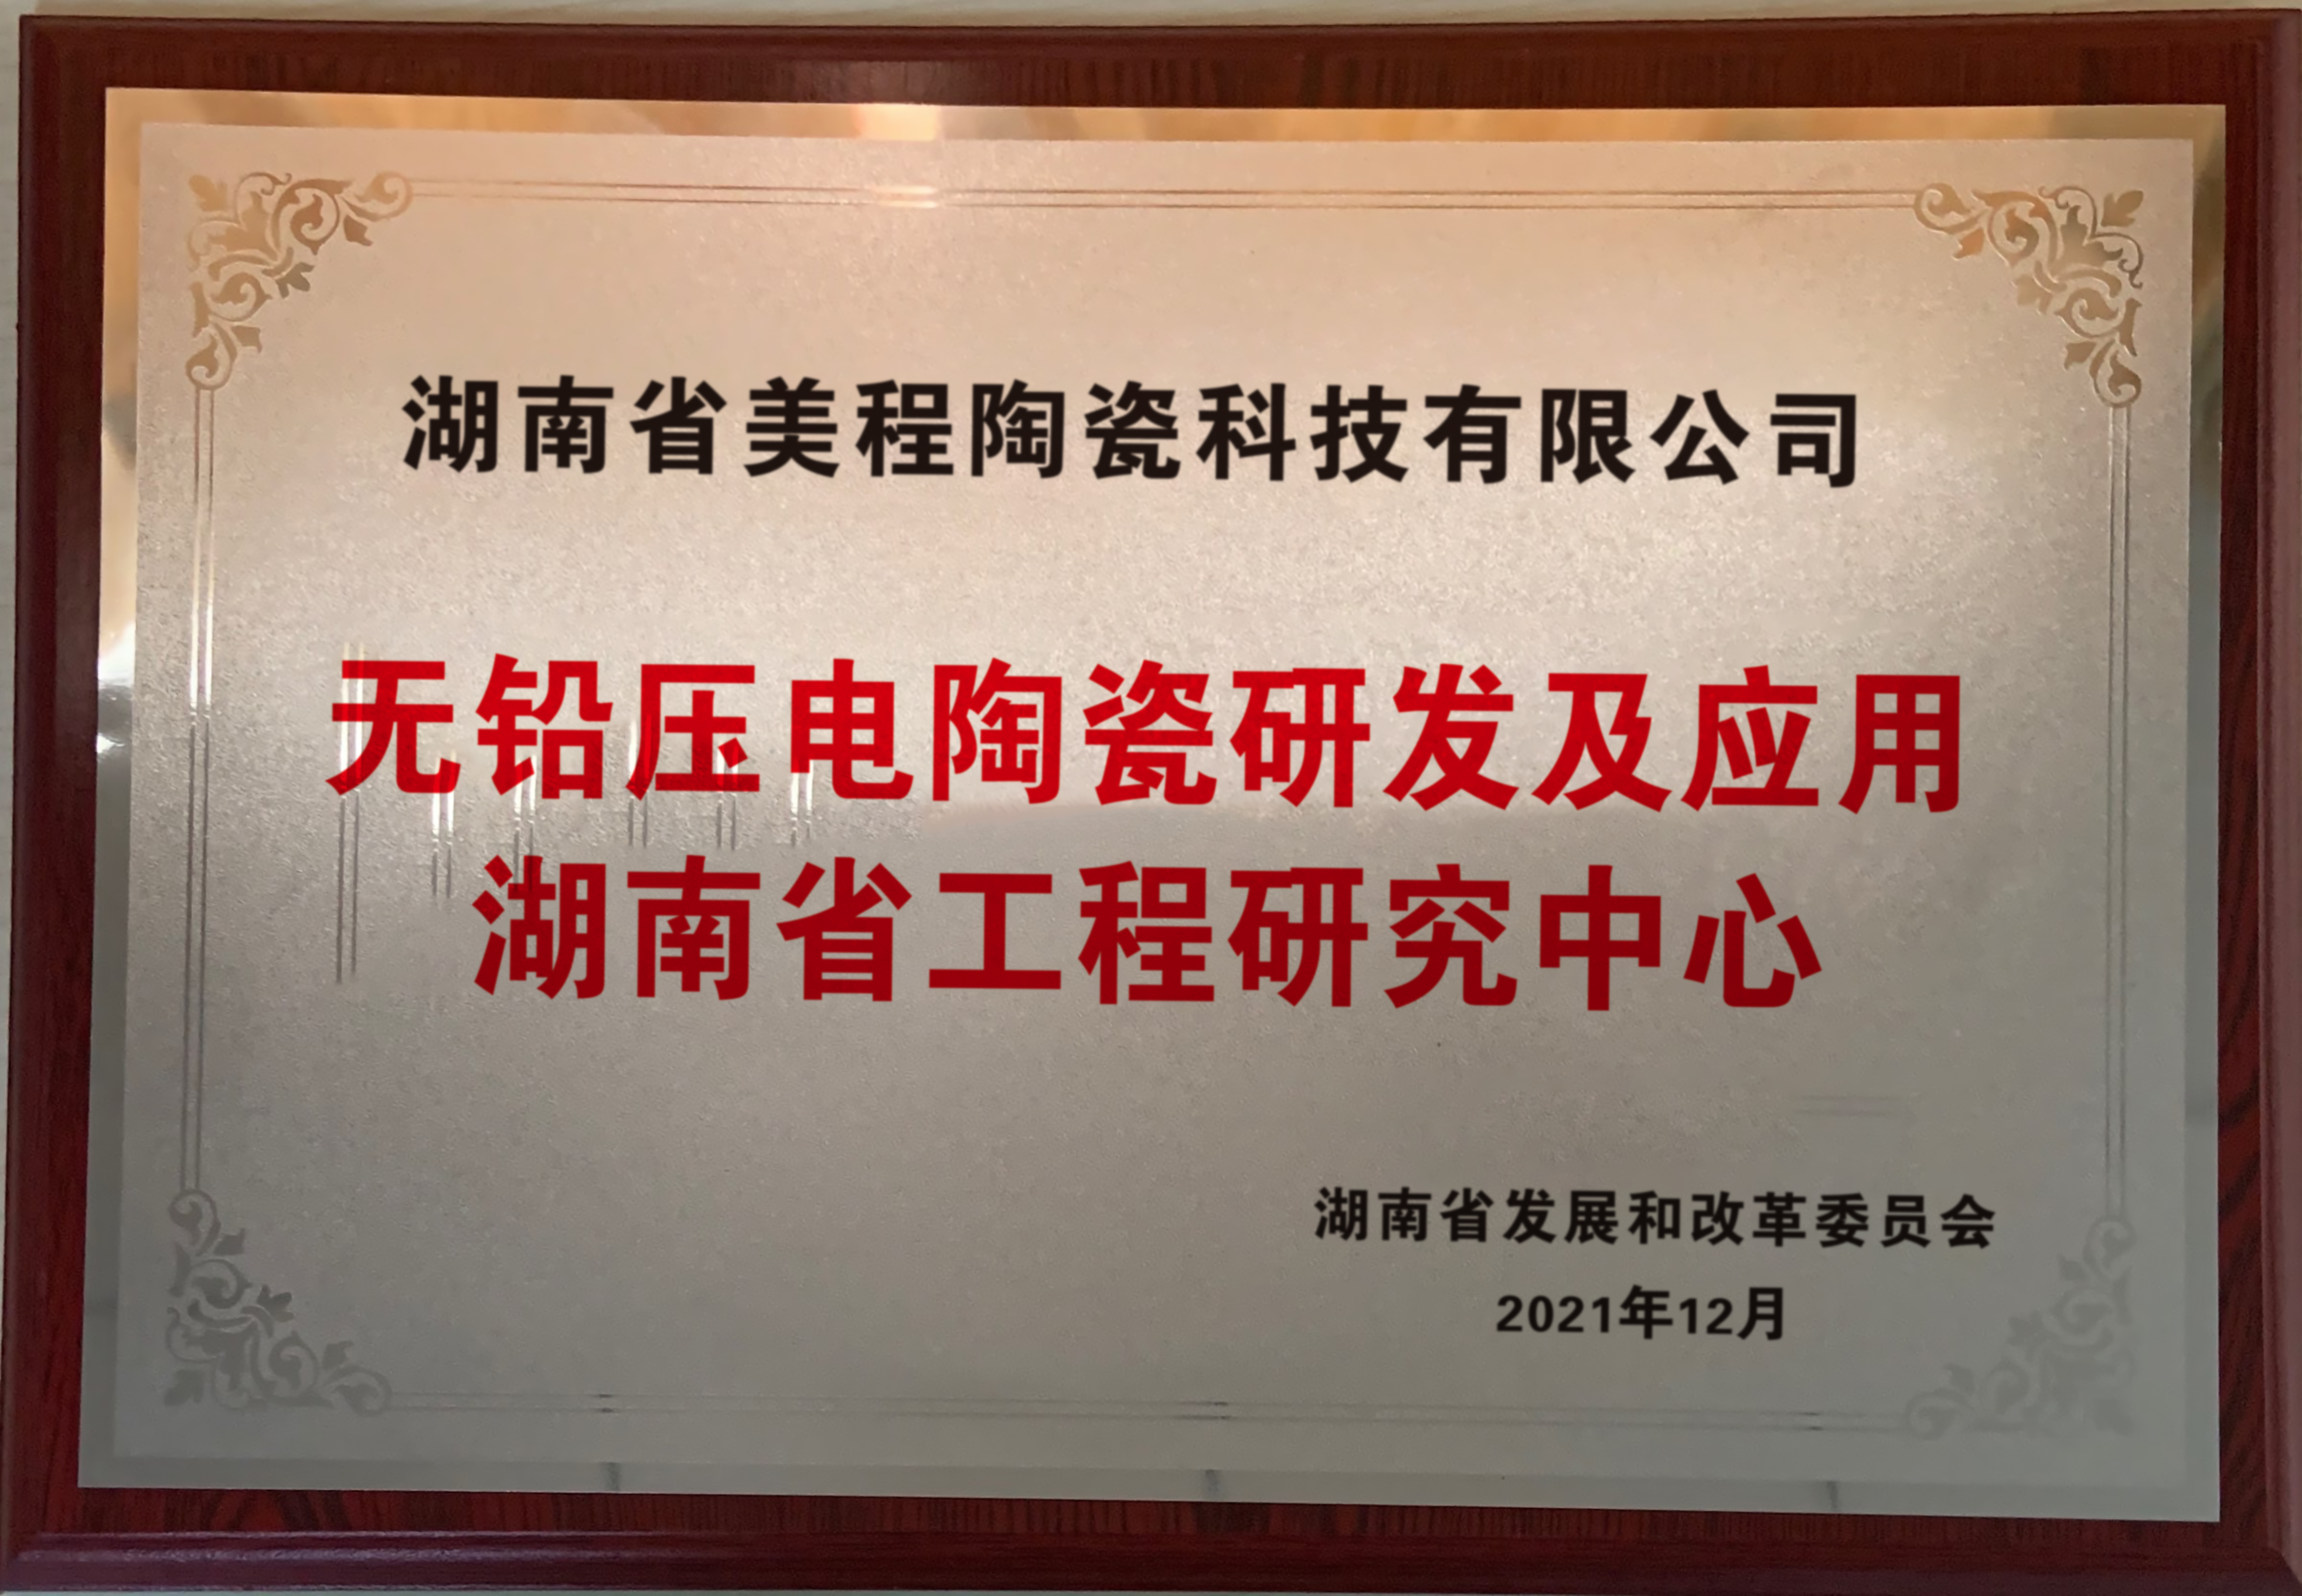 湖南省美程陶瓷科技有限公司
无铅压电陶瓷研发及应用
湖南省工程研究中心
湖南省发展和改革委员会
2021年12月